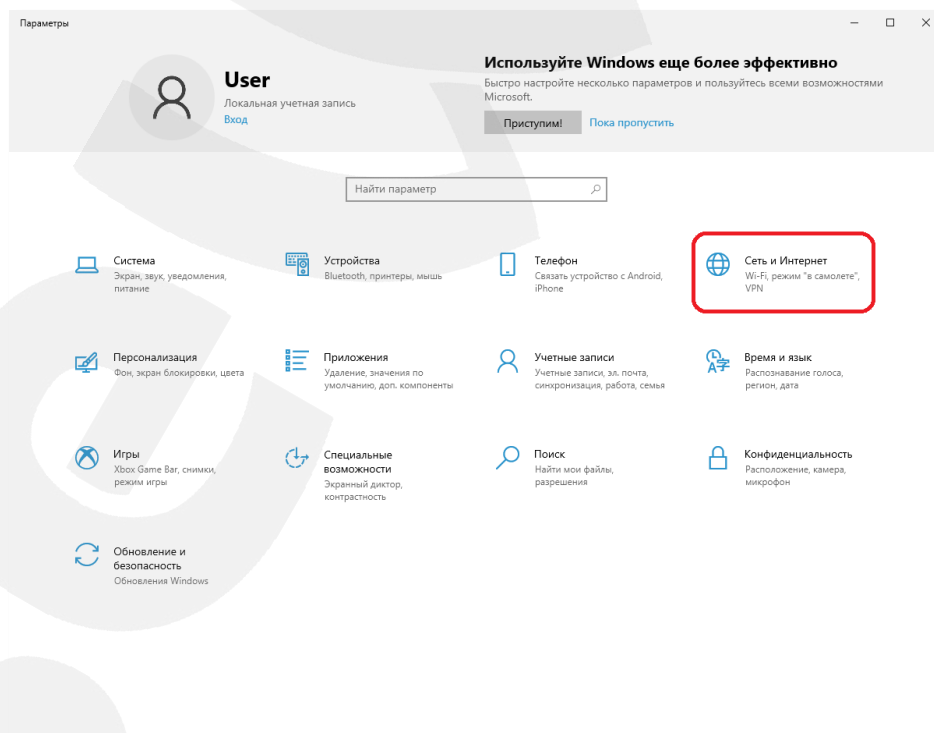 Параметры
User
Локальная учетная запись
Вход
Используйте Windows еще более эффективно
Быстро настройте несколько параметров и пользуйтесь всеми возможностями
Microsoft.
Приступим!
Пока пропустить
Найти параметр
Система
Экран, звук, уведомления,
питание
Устройства
Bluetooth, принтеры, мышь
Телефон
Связать устройство с Android,
iPhone
Сеть и Интернет
Wi-Fi, режим "в самолете",
VPN
Персонализация
Фон, экран блокировки, цвета
Приложения
Удаление, значения по
умолчанию, доп. компоненты
Учетные записи
Учетные записи, эл. почта,
синхронизация, работа, семья
Время и язык
Распознавание голоса,
регион, дата
Игры
Xbox Game Bar, снимки,
режим игры
Специальные
возможности
Экранный диктор,
контрастность
Поиск
Найти мои файлы,
разрешения
Конфиденциальность
Расположение, камера,
микрофон
Обновление и
безопасность
Обновления Windows